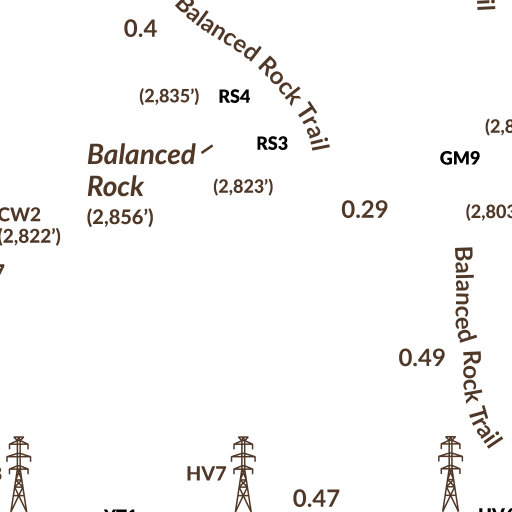 0.4
Balanced Rock Trail
(2,835’) RS4
RS3
GM9
Balanced
Rock
(2,856’)
(2,823’)
0.29
CW2
(2,822’)
Balanced Rock Trail
0.49
HV7
0.47